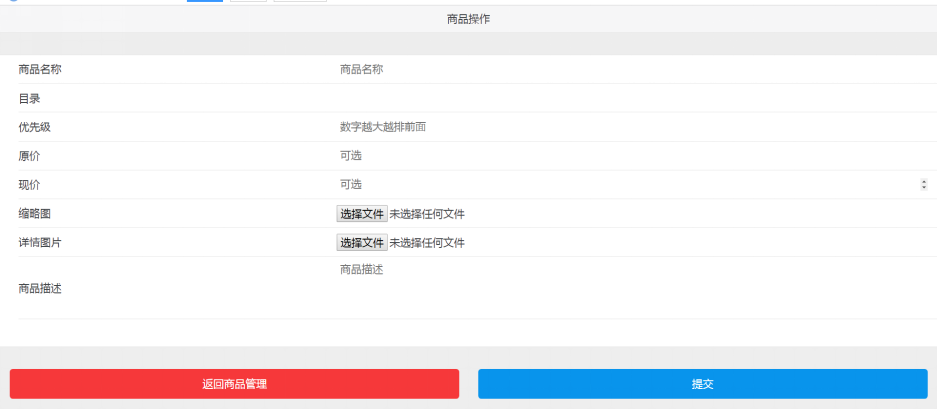 商品操作
商品名称 商品名称
目录
优先级 数字越大越排前面
原价 可选
现价 可选
缩略图 选择文件 未选择任何文件
详情图片 选择文件 未选择任何文件
商品描述
商品描述
返回商品管理 提交